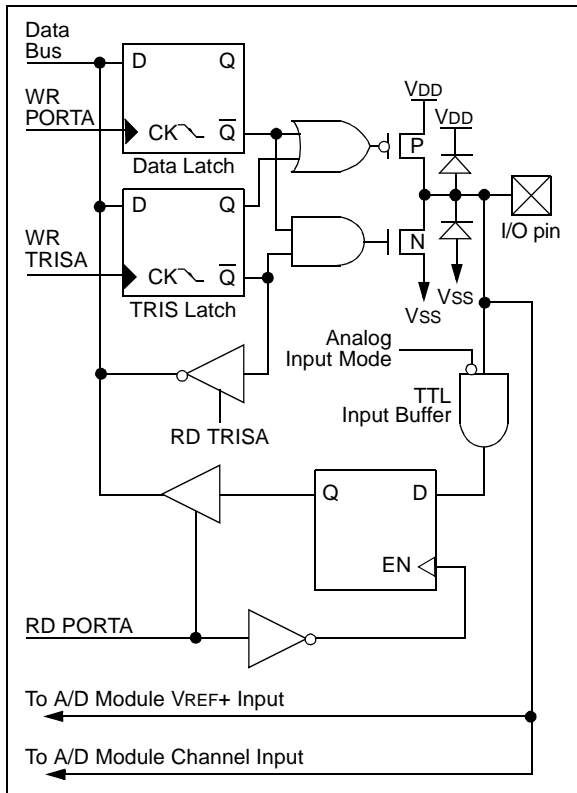 Data
Bus
D Q
VDD
WR
PORTA
VDD
CK Q
P
Data Latch
D Q
I/O pin
WR
TRISA
N
CK Q
VSS
TRIS Latch
VSS
Analog
Input Mode
TTL
Input Buffer
RD TRISA
Q D
EN
RD PORTA
To A/D Module VREF+ Input
To A/D Module Channel Input